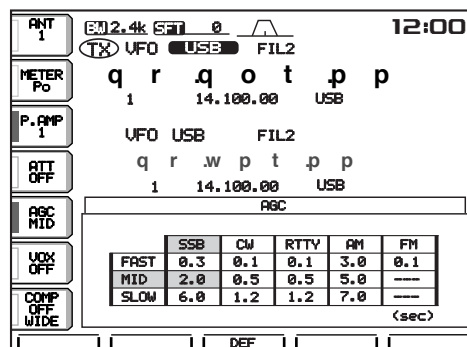 ANT
1
BW 2.4k SFT 0
12:00
TX VFO USB FIL2
METER
Po
q r .q o t .p p
1 14.100.00 USB
P.AMP
1
VFO USB FIL2
ATT
OFF
q r .w p t .p p
1 14.100.00 USB
AGC
MID
AGC
SSB CW RTTY AM FM
FAST 0.3 0.1 0.1 3.0 0.1
MID 2.0 0.5 0.5 5.0 ---
SLOW 6.0 1.2 1.2 7.0 ---
(sec)
VOX
OFF
COMP
OFF
WIDE
DEF